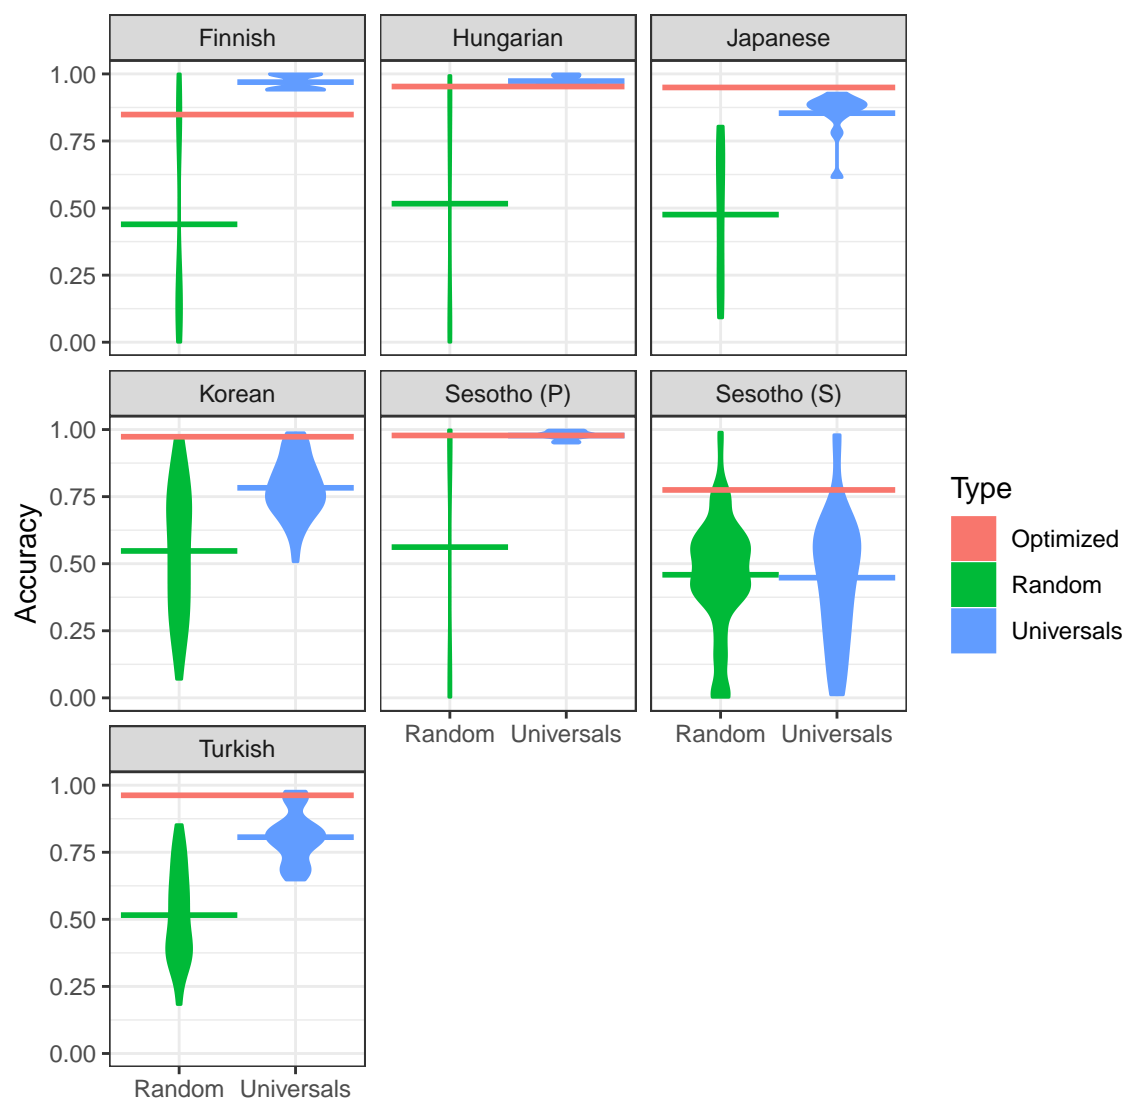 Finnish
Hungarian
Japanese
1.00
0.75
0.50
0.25
0.00
Korean
Sesotho (P)
Sesotho (S)
1.00
0.75
0.50
0.25
0.00
Random Universals
Random Universals
Turkish
1.00
0.75
0.50
0.25
0.00
Random Universals
Accuracy
Type
Optimized
Random
Universals